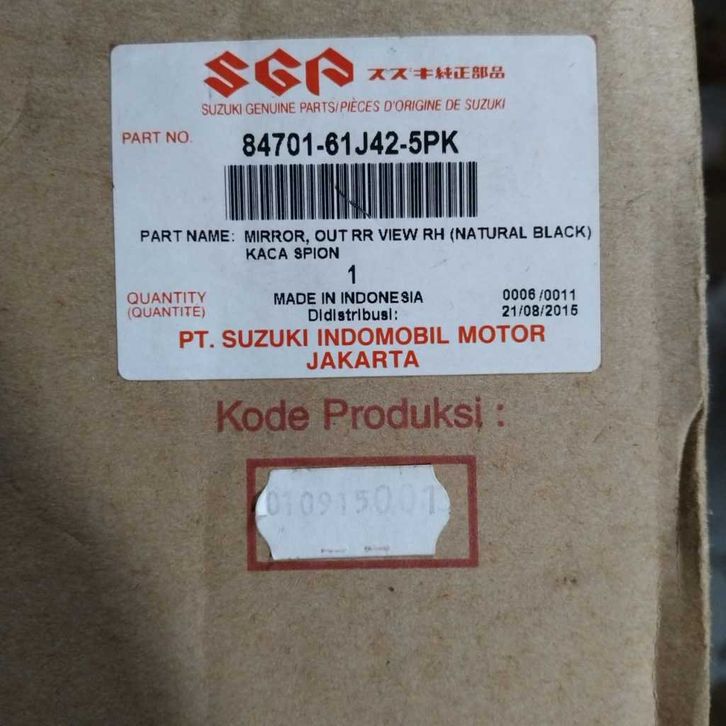 SGP スズキ純正部品
SUZUKI GENUINE PARTS/PIÈCES D'ORIGINE DE SUZUKI
PART NO. 84701-61J42-5PK
PART NAME: MIRROR, OUT RR VIEW RH (NATURAL BLACK)
KACA SPION
1
QUANTITY MADE IN INDONESIA 0006 /0011
(QUANTITÉ) Didistribusi: 21/08/2015
PT. SUZUKI INDOMOBIL MOTOR
JAKARTA
Kode Produksi :
010915001